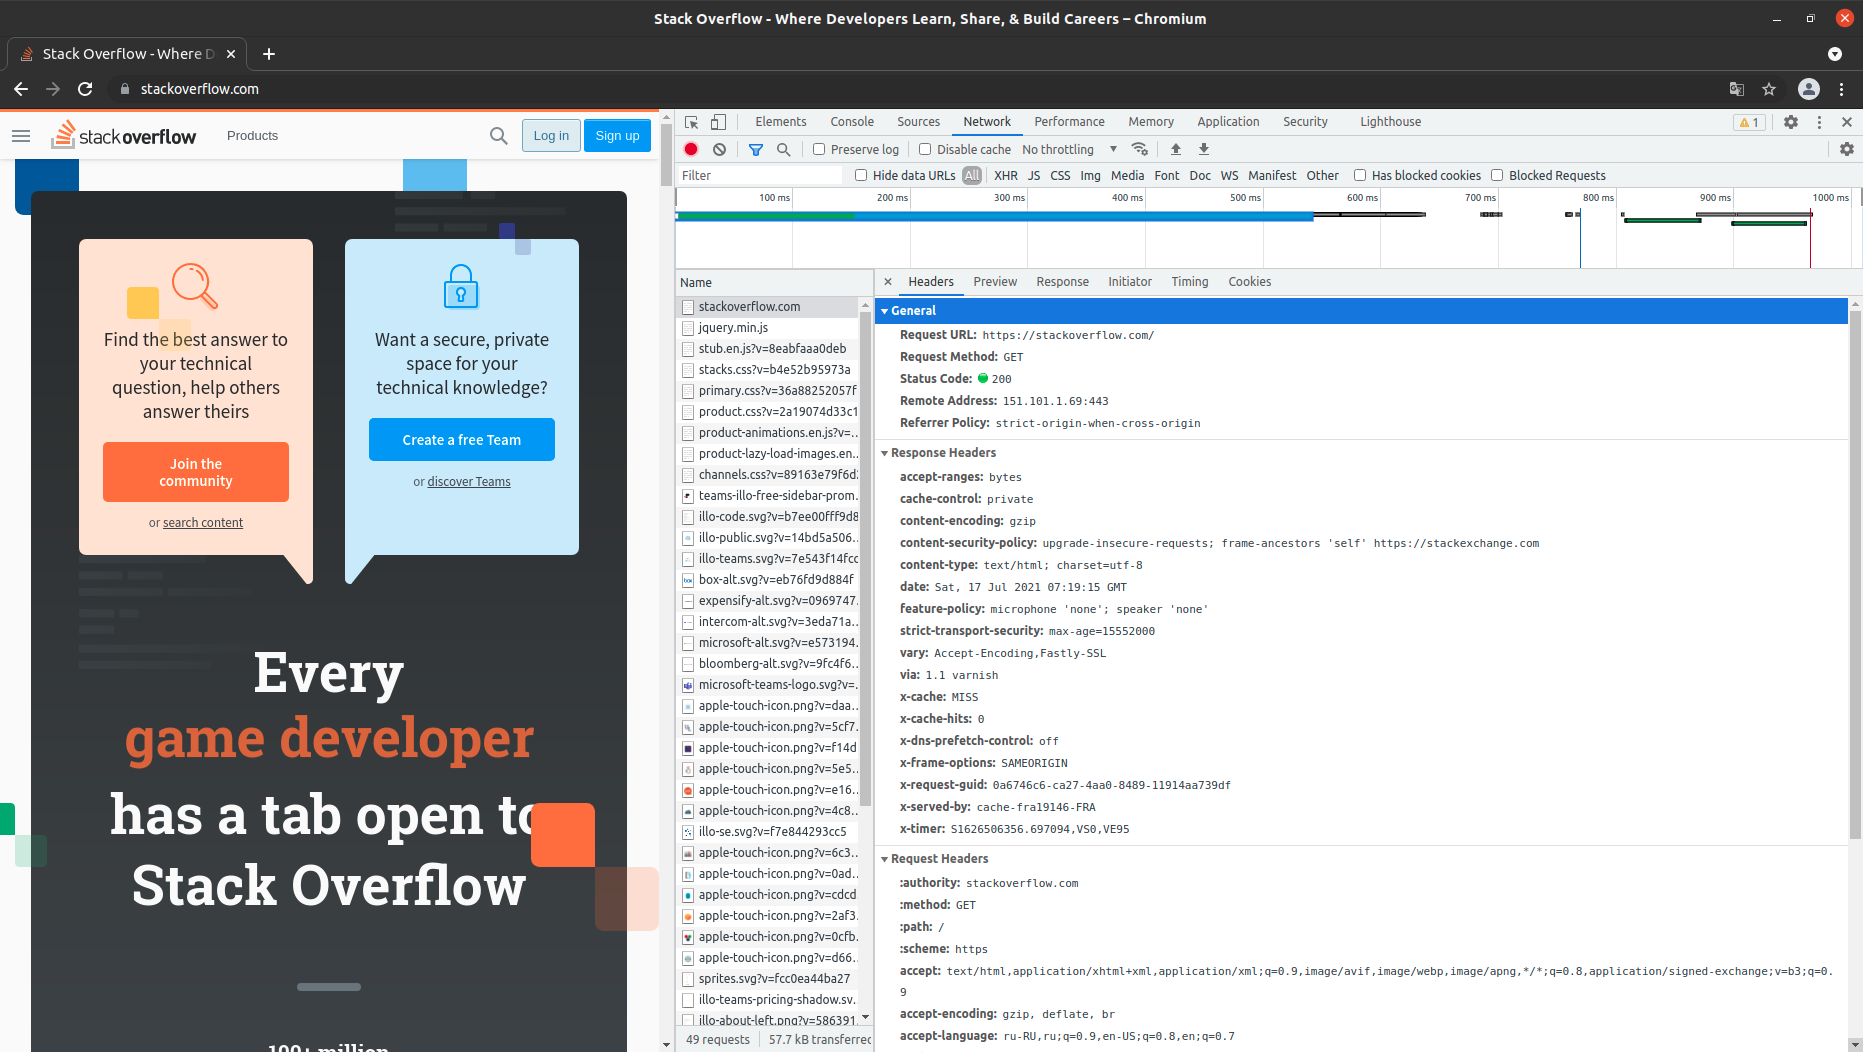 Stack Overflow - Where Developers Learn, Share, & Build Careers – Chromium
Stack Overflow - Where D
stackoverflow.com
stackoverflow
Products
Log in
Sign up
Find the best answer to
your technical
question, help others
answer theirs
Join the
community
or search content
Want a secure, private
space for your
technical knowledge?
Create a free Team
or discover Teams
Every
game developer
has a tab open to
Stack Overflow
100+ million
Elements Console Sources Network Performance Memory Application Security Lighthouse 1
Preserve log Disable cache No throttling
Filter Hide data URLs All XHR JS CSS Img Media Font Doc WS Manifest Other Has blocked cookies Blocked Requests
100 ms 200 ms 300 ms 400 ms 500 ms 600 ms 700 ms 800 ms 900 ms 1000 ms
Name
stackoverflow.com
jquery.min.js
stub.en.js?v=8eabfaaa0deb
stacks.css?v=b4e52b95973a
primary.css?v=36a88252057f
product.css?v=2a19074d33c1
product-animations.en.js?v=...
product-lazy-load-images.en...
channels.css?v=89163e79f6d
teams-illo-free-sidebar-prom...
illo-code.svg?v=b7ee00fff9d8
illo-public.svg?v=14bd5a506...
illo-teams.svg?v=7e543f14fcc
box-alt.svg?v=eb76fd9d884f
expensify-alt.svg?v=0969747...
intercom-alt.svg?v=3eda71a...
microsoft-alt.svg?v=e573194...
bloomberg-alt.svg?v=9fc4f6...
microsoft-teams-logo.svg?v=...
apple-touch-icon.png?v=daa...
apple-touch-icon.png?v=5cf7...
apple-touch-icon.png?v=f14d
apple-touch-icon.png?v=5e5...
apple-touch-icon.png?v=e16...
apple-touch-icon.png?v=4c8...
illo-se.svg?v=f7e844293cc5
apple-touch-icon.png?v=6c3...
apple-touch-icon.png?v=0ad...
apple-touch-icon.png?v=cdcd
apple-touch-icon.png?v=2af3...
apple-touch-icon.png?v=0cfb...
apple-touch-icon.png?v=d66...
sprites.svg?v=fcc0ea44ba27
illo-teams-pricing-shadow.sv...
illo-about-left.png?v=586391
49 requests 57.7 kB transferred
Headers Preview Response Initiator Timing Cookies
General
Request URL: https://stackoverflow.com/
Request Method: GET
Status Code: 200
Remote Address: 151.101.1.69:443
Referrer Policy: strict-origin-when-cross-origin
Response Headers
accept-ranges: bytes
cache-control: private
content-encoding: gzip
content-security-policy: upgrade-insecure-requests; frame-ancestors 'self' https://stackexchange.com
content-type: text/html; charset=utf-8
date: Sat, 17 Jul 2021 07:19:15 GMT
feature-policy: microphone 'none'; speaker 'none'
strict-transport-security: max-age=15552000
vary: Accept-Encoding,Fastly-SSL
via: 1.1 varnish
x-cache: MISS
x-cache-hits: 0
x-dns-prefetch-control: off
x-frame-options: SAMEORIGIN
x-request-guid: 0a6746c6-ca27-4aa0-8489-11914aa739df
x-served-by: cache-fra19146-FRA
x-timer: S1626506356.697094,VS0,VE95
Request Headers
:authority: stackoverflow.com
:method: GET
:path: /
:scheme: https
accept: text/html,application/xhtml+xml,application/xml;q=0.9,image/avif,image/webp,image/apng,*/*;q=0.8,application/signed-exchange;v=b3;q=0.
9
accept-encoding: gzip, deflate, br
accept-language: ru-RU,ru;q=0.9,en-US;q=0.8,en;q=0.7